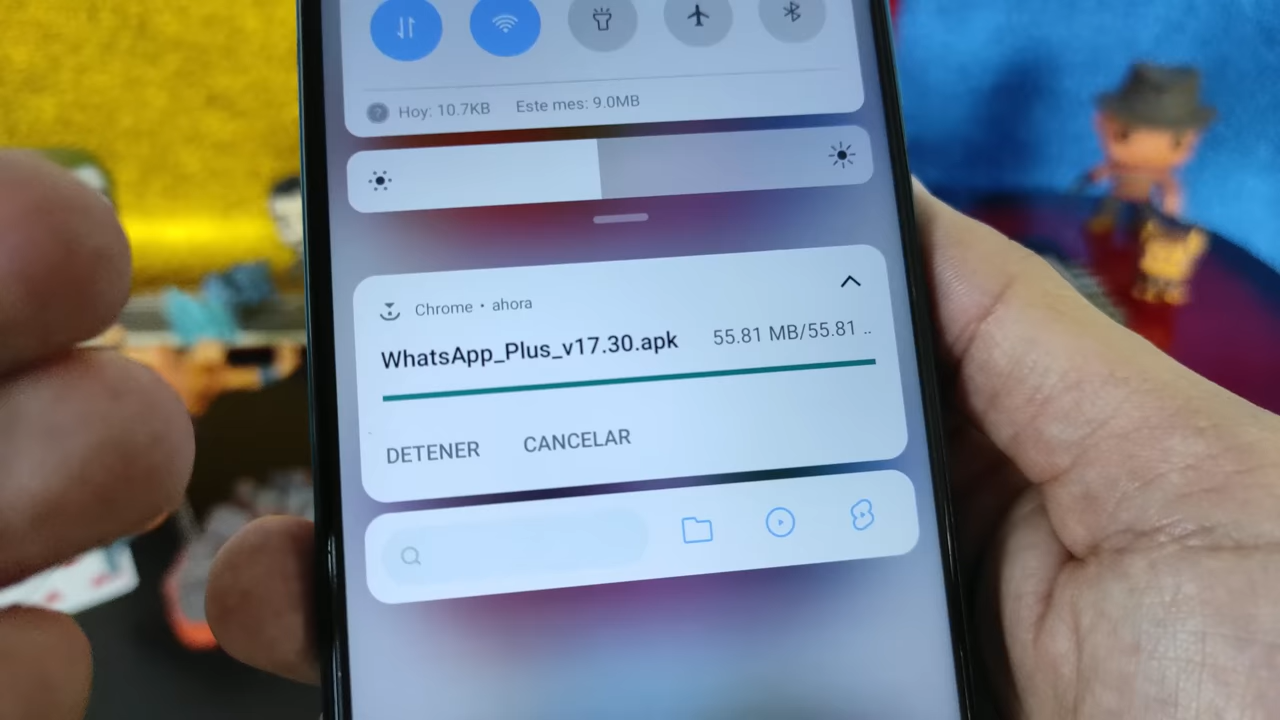 Hoy: 10.7KB Este mes: 9.0MB
Chrome • ahora
WhatsApp_Plus_v17.30.apk 55.81 MB/55.81 ..
DETENER CANCELAR